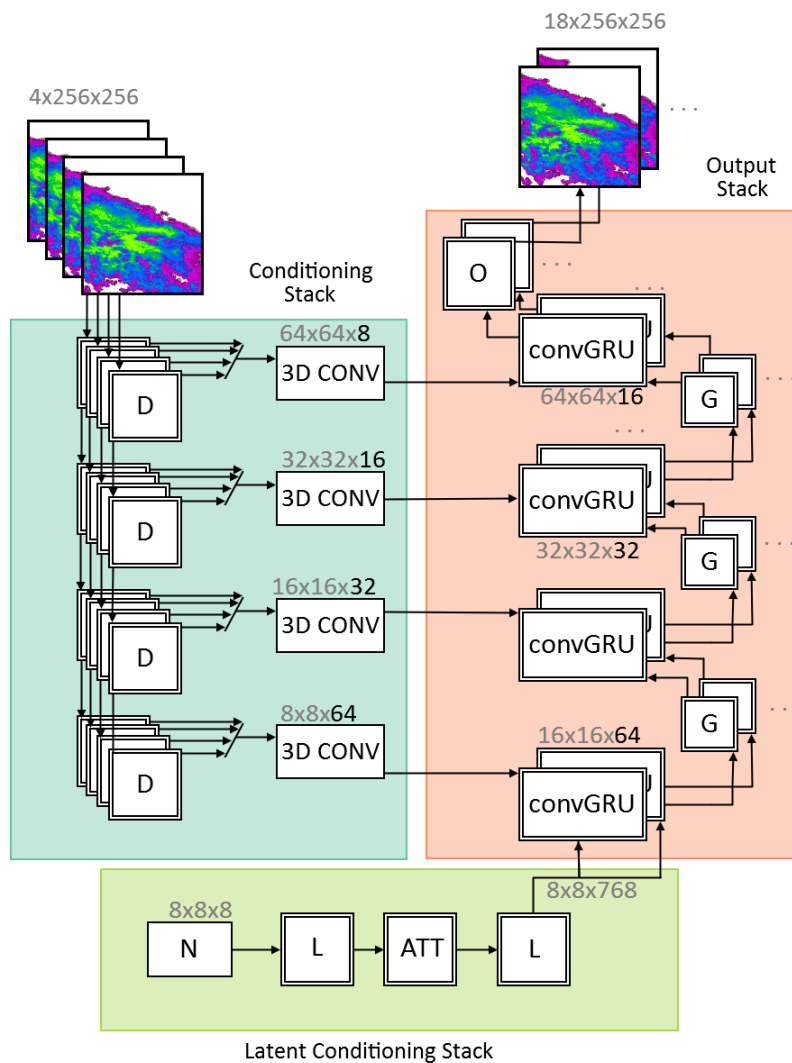 18x256x256
4x256x256
. . .
Output
Stack
Conditioning
Stack
O
. . .
. . .
64x64x8
3D CONV
convGRU
U
64x64x16
D
G
. . .
. . .
32x32x16
3D CONV
convGRU
U
32x32x32
D
G
. . .
16x16x32
3D CONV
convGRU
U
D
G
. . .
8x8x64
3D CONV
16x16x64
convGRU
U
D
8x8x768
8x8x8
N
L
ATT
L
Latent Conditioning Stack